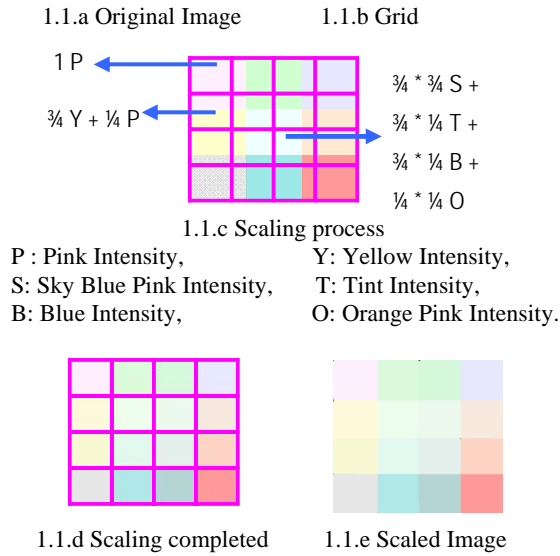 1.1.a Original Image 1.1.b Grid
1 P
¾ Y + ¼ P
¾ * ¾ S +
¾ * ¼ T +
¾ * ¼ B +
¼ * ¼ O
1.1.c Scaling process
P : Pink Intensity, Y: Yellow Intensity,
S: Sky Blue Pink Intensity, T: Tint Intensity,
B: Blue Intensity, O: Orange Pink Intensity.
1.1.d Scaling completed 1.1.e Scaled Image